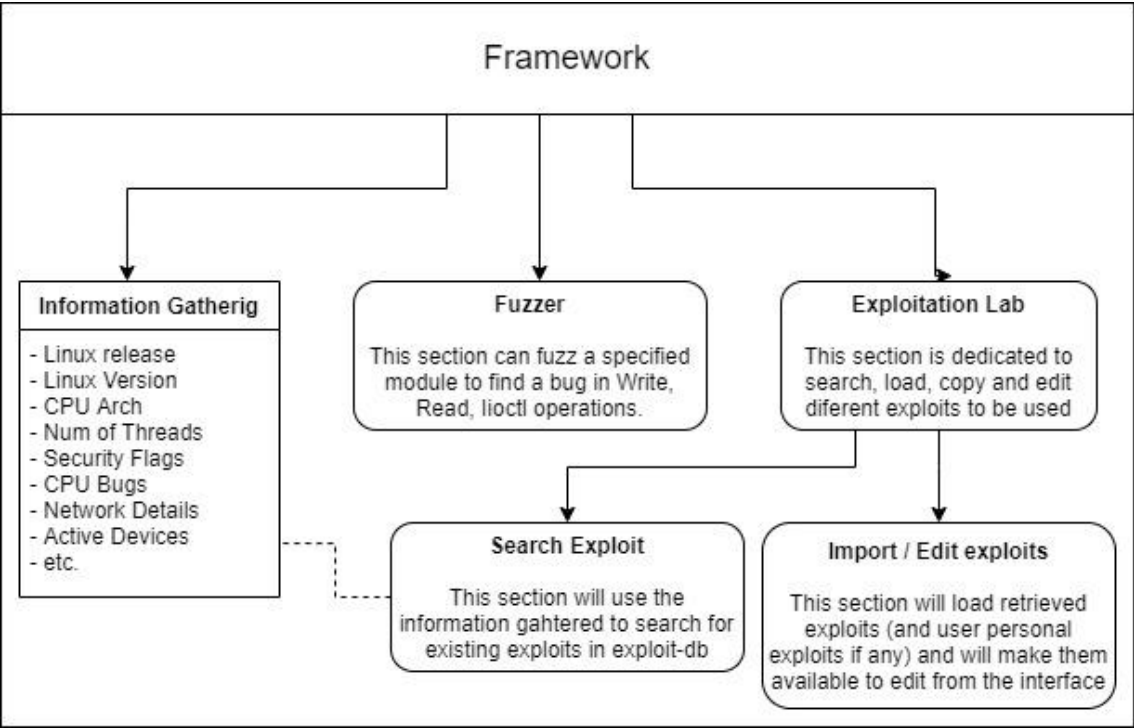 Framework
Information Gatherig
- Linux release
- Linux Version
- CPU Arch
- Num of Threads
- Security Flags
- CPU Bugs
- Network Details
- Active Devices
- etc.
Fuzzer
This section can fuzz a specified
module to find a bug in Write,
Read, Iioctl operations.
Exploitation Lab
This section is dedicated to
search, load, copy and edit
diferent exploits to be used
Search Exploit
This section will use the
information gahtered to search for
existing exploits in exploit-db
Import / Edit exploits
This section will load retrieved
exploits (and user personal
exploits if any) and will make them
available to edit from the interface